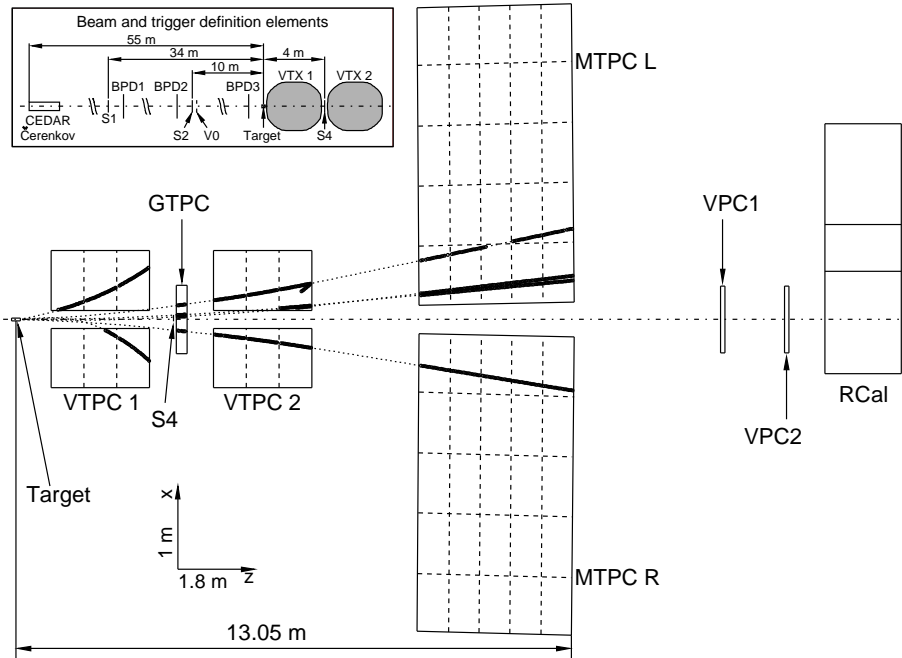 Beam and trigger definition elements
55 m
34 m
4 m
10 m
VTX 1
VTX 2
BPD1
BPD2
BPD3
CEDAR
Čerenkov
S1
S2
V0
Target
S4
MTPC L
GTPC
VPC1
VTPC 1
S4
VTPC 2
RCal
VPC2
Target
x
1 m
1.8 m
z
MTPC R
13.05 m